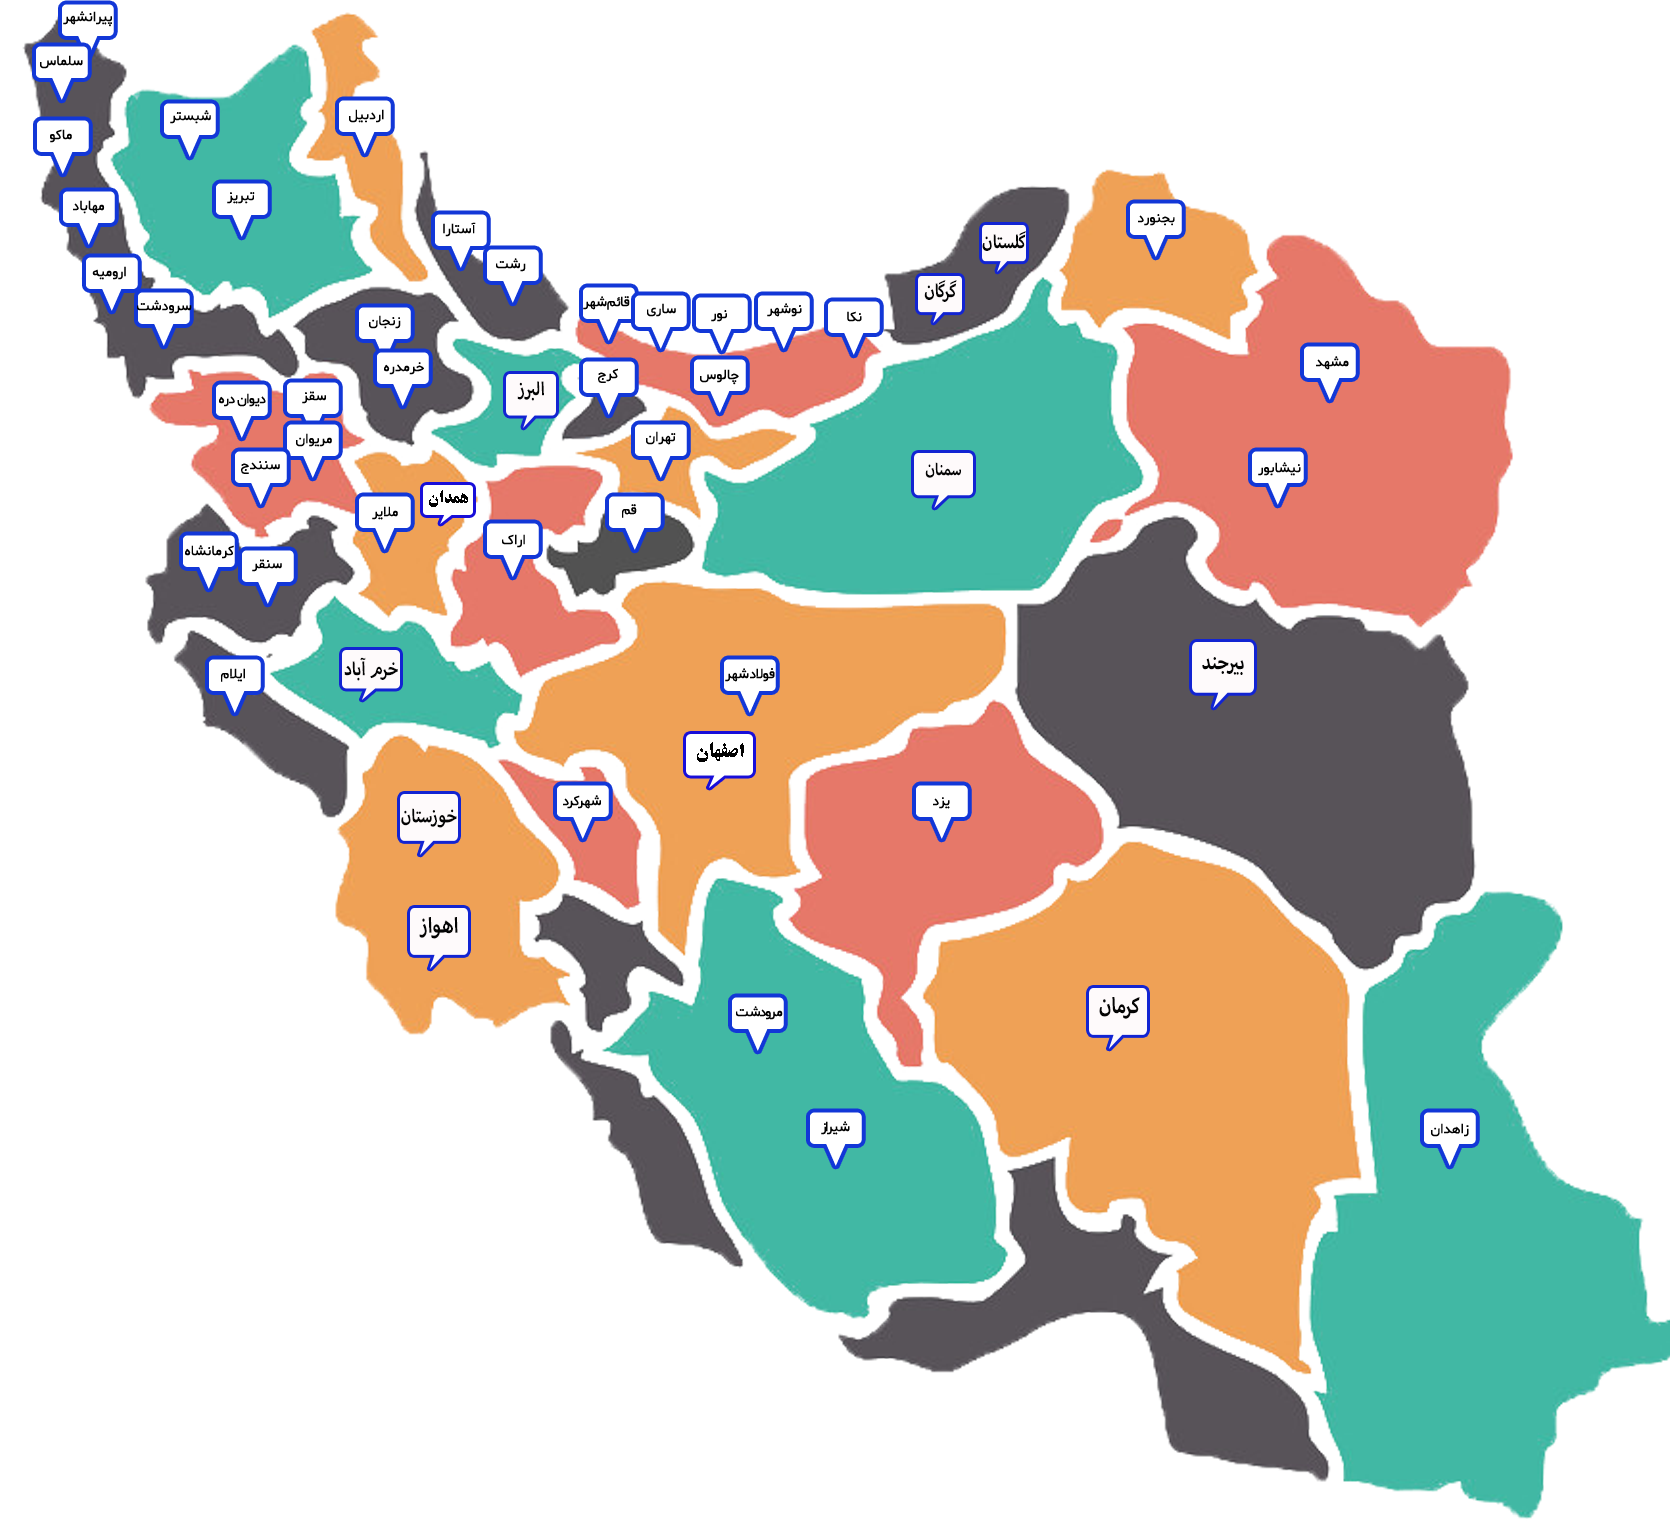 پیرانشهر
سلماس
ماکو
مهاباد
ارومیه
سرودشت
شبستر
تبریز
اردبیل
آستارا
رشت
زنجان
خرمدره
البرز
کرج
قائم‌شهر
ساری
نور
نوشهر
نکا
چالوس
گلستان
گرگان
بجنورد
مشهد
نیشابور
سمنان
تهران
قم
اراک
همدان
ملایر
دیوان دره
سقز
مریوان
سنندج
کرمانشاه
سنقر
ایلام
خرم آباد
فولادشهر
اصفهان
بیرجند
خوزستان
اهواز
شهرکرد
یزد
کرمان
مرودشت
شیراز
زاهدان